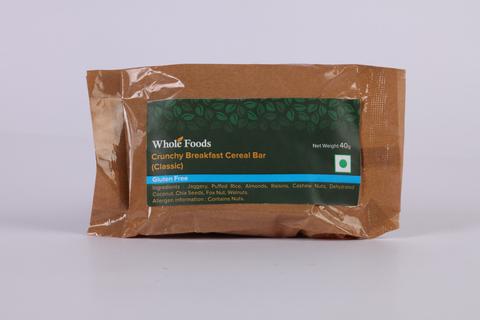 Whole Foods
Net Weight 40g
Crunchy Breakfast Cereal Bar
(Classic)
Gluten Free
Ingredients : Jaggery, Puffed Rice, Almonds, Raisins, Cashew Nuts, Dehydrated
Coconut, Chia Seeds, Fox Nut, Walnuts.
Allergen information : Contains Nuts.